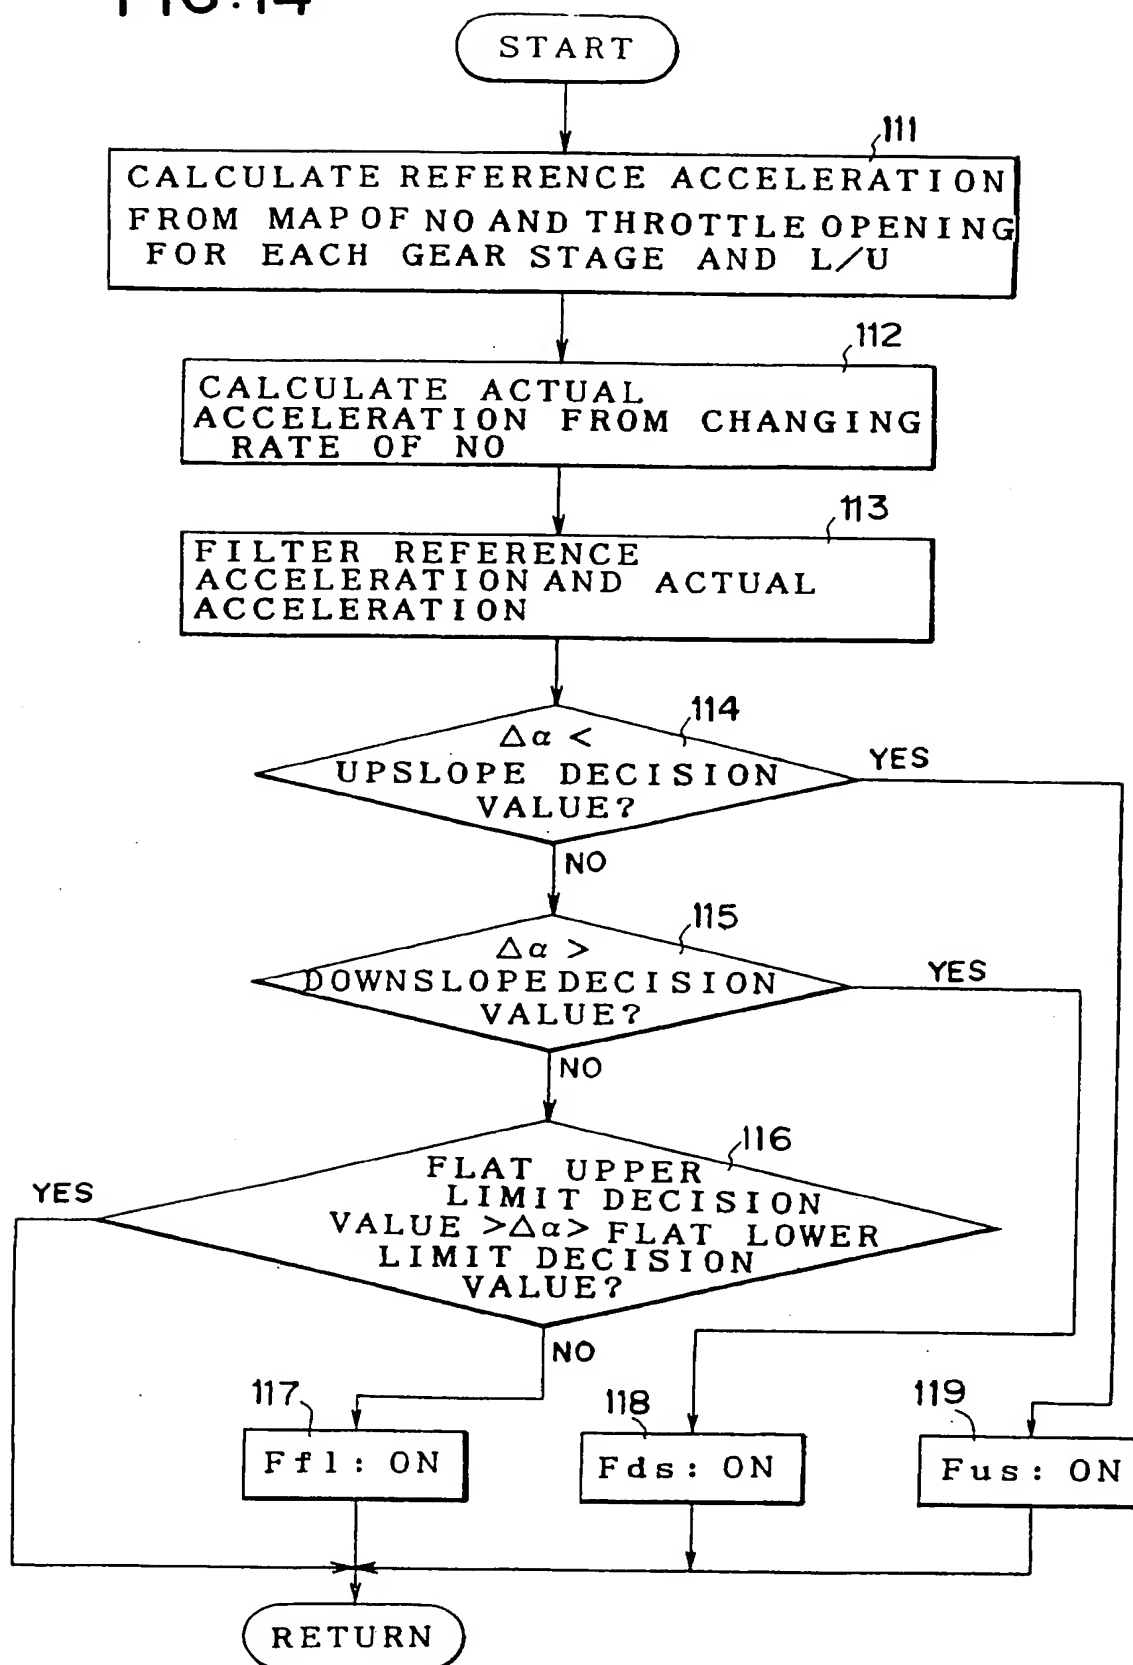 FIG.14
START
111
CALCULATE REFERENCE ACCELERATION
FROM MAP OF NO AND THROTTLE OPENING
FOR EACH GEAR STAGE AND L/U
112
CALCULATE ACTUAL
ACCELERATION FROM CHANGING
RATE OF NO
113
FILTER REFERENCE
ACCELERATION AND ACTUAL
ACCELERATION
114
Δα <
UPSLOPE DECISION
VALUE?
YES
NO
115
Δα >
DOWNSLOPE DECISION
VALUE?
YES
NO
116
FLAT UPPER
LIMIT DECISION
VALUE >Δα> FLAT LOWER
LIMIT DECISION
VALUE?
YES
NO
117
Ffl: ON
118
Fds: ON
119
Fus: ON
RETURN